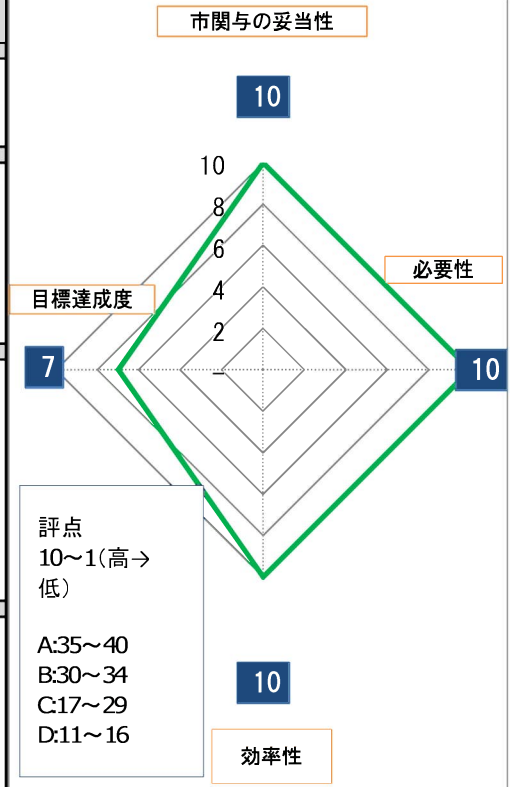 市関与の妥当性
10
10
8
6
4
2
–
必要性
10
目標達成度
7
評点
10～1(高→
低)
A:35～40
B:30～34
C:17～29
D:11～16
10
効率性